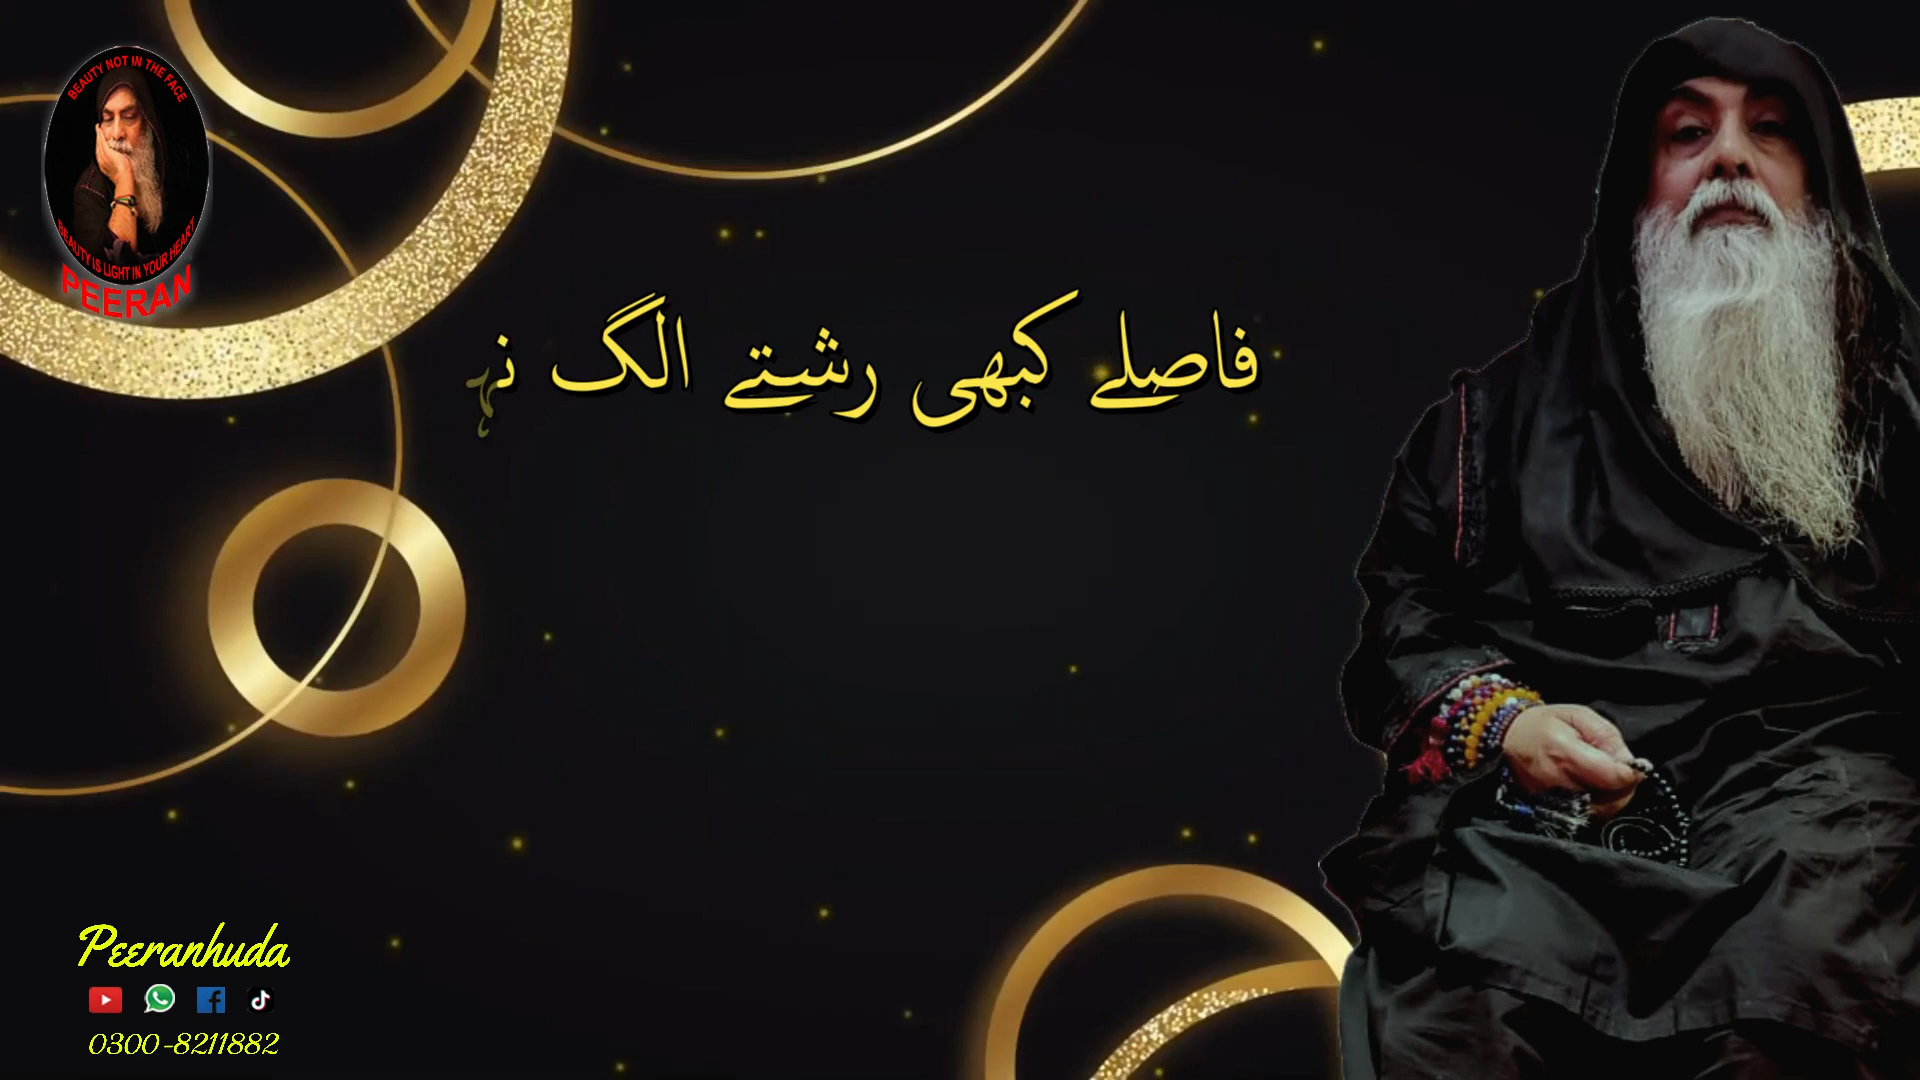 BEAUTY NOT IN THE FACE
BEAUTY IS LIGHT IN YOUR HEART
PEERAN
فاصلے کبھی رشتے الگ نہ
Peeranhuda
0300-8211882